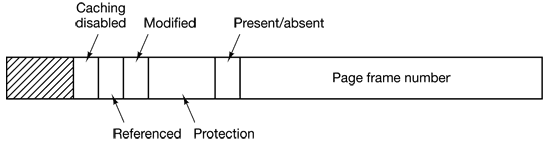 Caching
disabled
Modified
Present/absent
Page frame number
Referenced
Protection